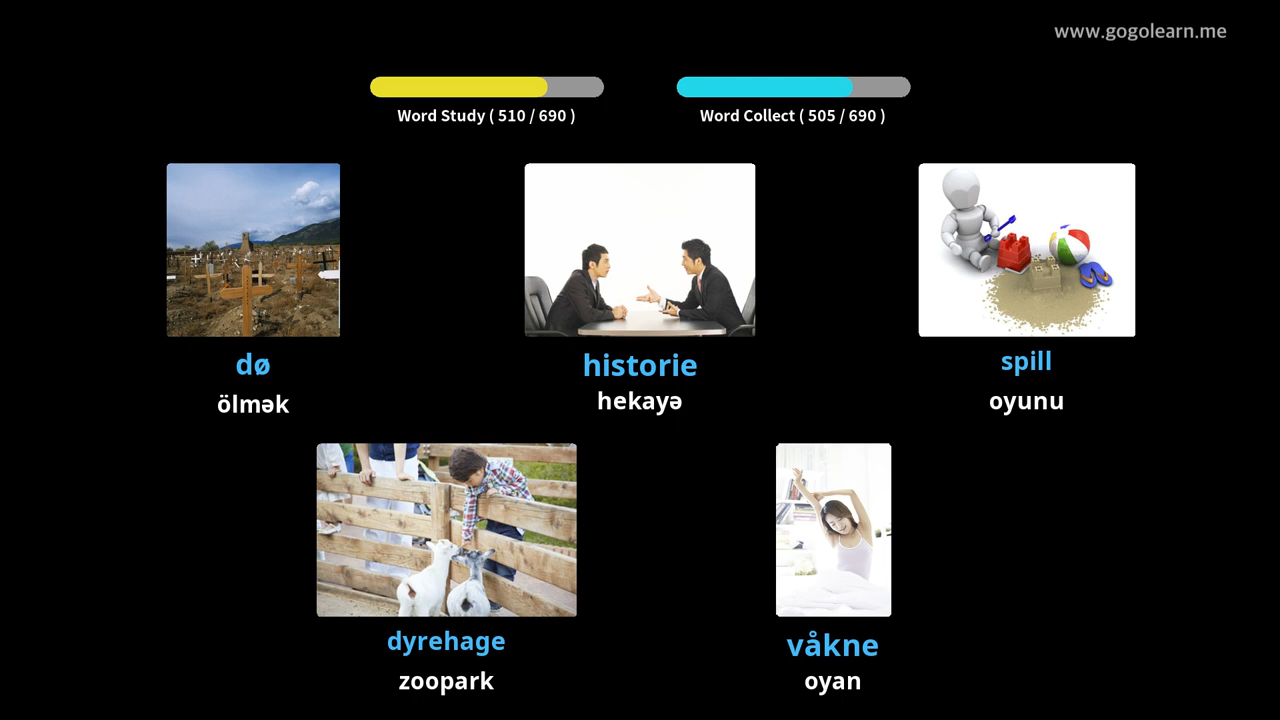 www.gogolearn.me
Word Study ( 510 / 690 )
Word Collect ( 505 / 690 )
dø
historie
spill
ölmək
hekayə
oyunu
dyrehage
våkne
zoopark
oyan